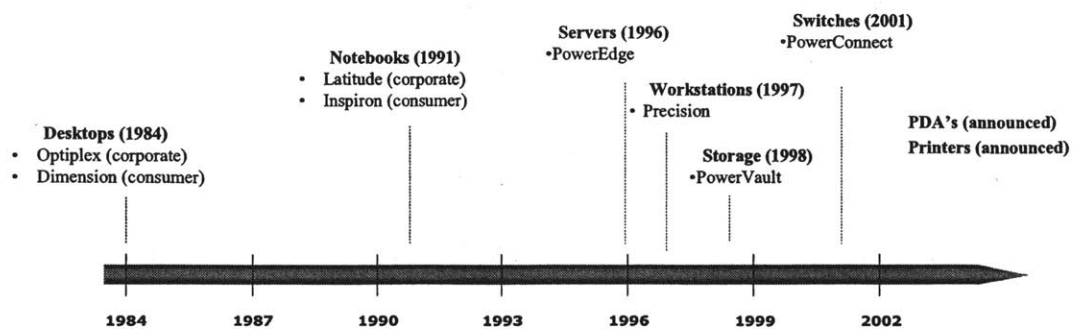 Desktops (1984)
• Optiplex (corporate)
• Dimension (consumer)
Notebooks (1991)
• Latitude (corporate)
• Inspiron (consumer)
Servers (1996)
•PowerEdge
Workstations (1997)
• Precision
Storage (1998)
•PowerVault
Switches (2001)
•PowerConnect
PDA's (announced)
Printers (announced)
1984 1987 1990 1993 1996 1999 2002